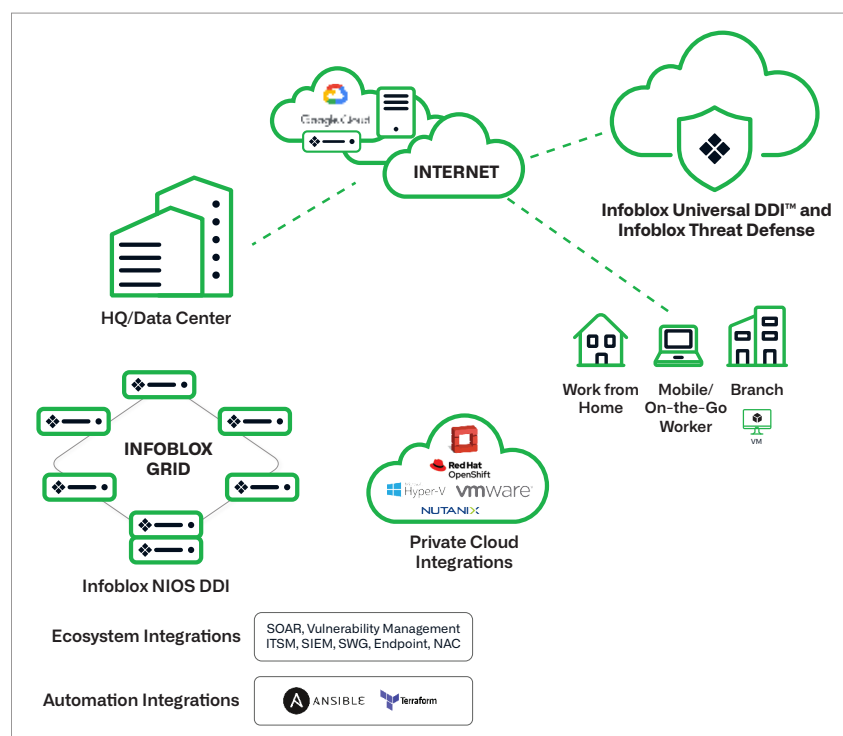 Google Cloud
INTERNET
Infoblox Universal DDI™ and
Infoblox Threat Defense
HQ/Data Center
Work from
Home
Mobile/
On-the-Go
Worker
Branch
VM
INFOBLOX
GRID
Infoblox NIOS DDI
Red Hat
OpenShift
Hyper-V
vmware®
NUTANIX
Private Cloud
Integrations
Ecosystem Integrations
SOAR, Vulnerability Management
ITSM, SIEM, SWG, Endpoint, NAC
Automation Integrations
A ANSIBLE
Terraform